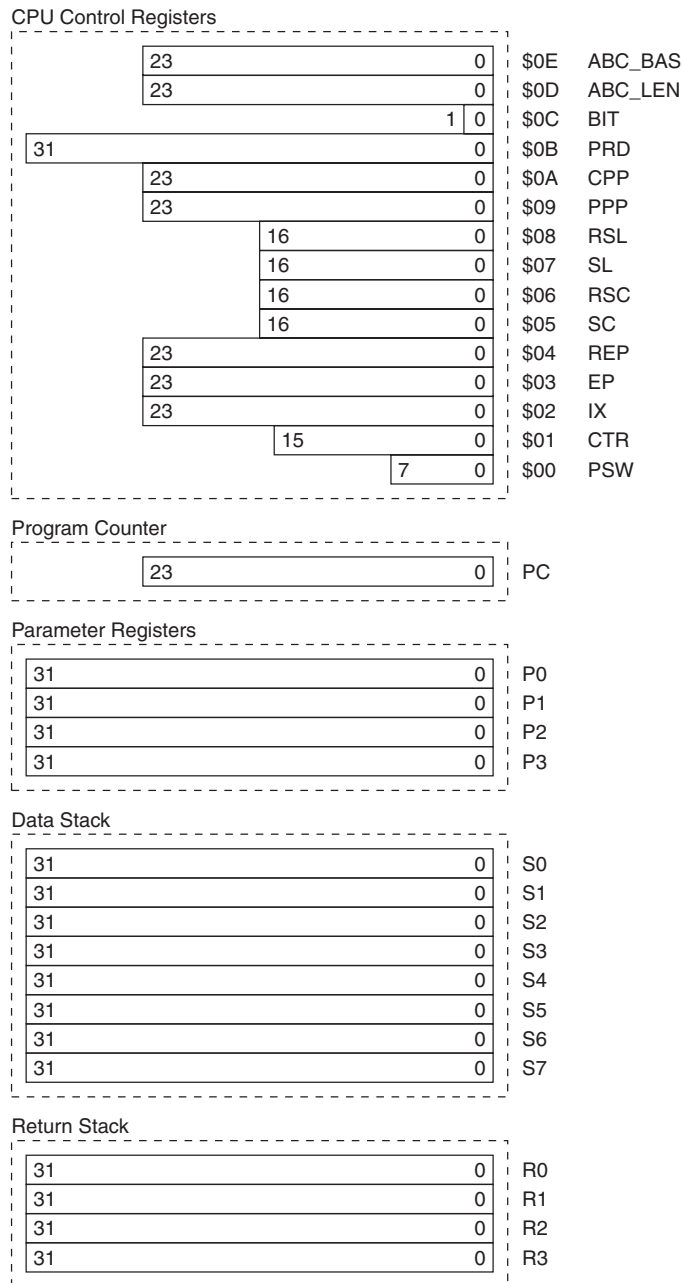 CPU Control Registers
23 0 $0E ABC_BAS
23 0 $0D ABC_LEN
1 0 $0C BIT
31 0 $0B PRD
23 0 $0A CPP
23 0 $09 PPP
16 0 $08 RSL
16 0 $07 SL
16 0 $06 RSC
16 0 $05 SC
23 0 $04 REP
23 0 $03 EP
23 0 $02 IX
15 0 $01 CTR
7 0 $00 PSW
Program Counter
23 0 PC
Parameter Registers
31 0 P0
31 0 P1
31 0 P2
31 0 P3
Data Stack
31 0 S0
31 0 S1
31 0 S2
31 0 S3
31 0 S4
31 0 S5
31 0 S6
31 0 S7
Return Stack
31 0 R0
31 0 R1
31 0 R2
31 0 R3